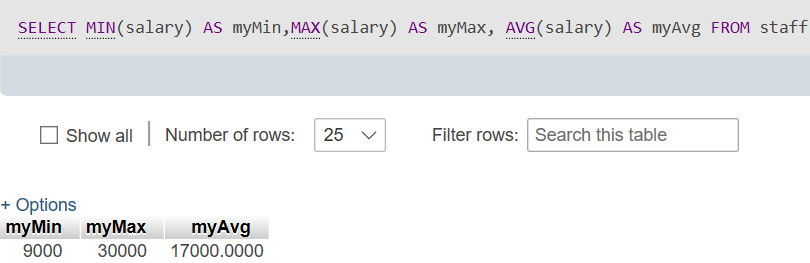 SELECT MIN(salary) AS myMin,MAX(salary) AS myMax, AVG(salary) AS myAvg FROM staff
Show all | Number of rows: 25 Filter rows: Search this table
+ Options
myMin myMax myAvg
9000 30000 17000.0000